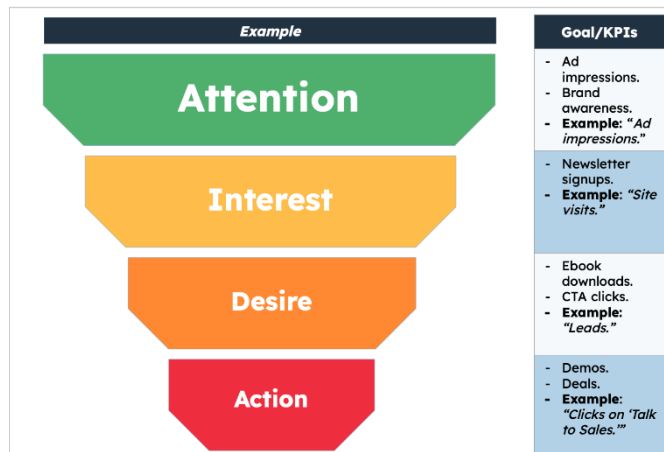 Example
Goal/KPIs
Attention
- Ad
impressions.
- Brand
awareness.
- Example: “Ad
impressions.”
Interest
- Newsletter
signups.
- Example: “Site
visits.”
Desire
- Ebook
downloads.
- CTA clicks.
- Example:
“Leads.”
Action
- Demos.
- Deals.
- Example:
“Clicks on ‘Talk
to Sales.’”